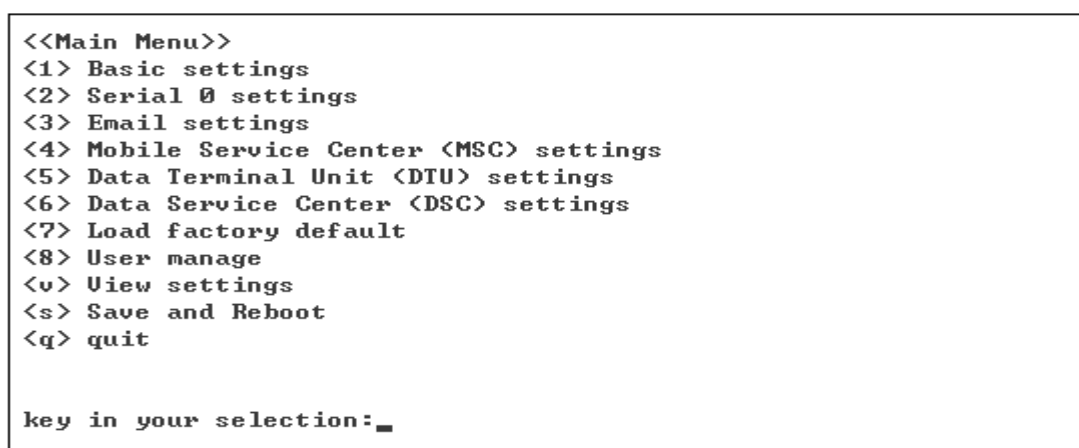 <<Main Menu>>
<1> Basic settings
<2> Serial 0 settings
<3> Email settings
<4> Mobile Service Center (MSC) settings
<5> Data Terminal Unit (DTU) settings
<6> Data Service Center (DSC) settings
<7> Load factory default
<8> User manage
<v> View settings
<s> Save and Reboot
<q> quit
key in your selection:_